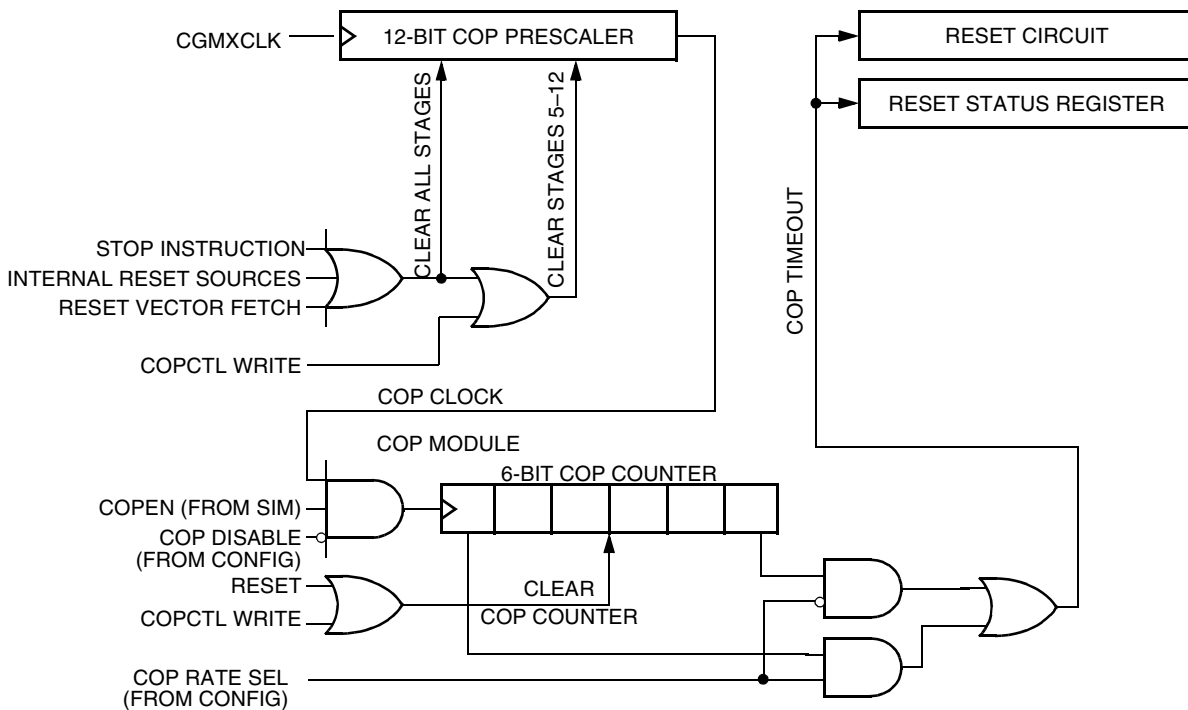 CGMXCLK
12-BIT COP PRESCALER
RESET CIRCUIT
RESET STATUS REGISTER
CLEAR ALL STAGES
CLEAR STAGES 5–12
STOP INSTRUCTION
INTERNAL RESET SOURCES
RESET VECTOR FETCH
COPCTL WRITE
COP TIMEOUT
COP CLOCK
COP MODULE
6-BIT COP COUNTER
COPEN (FROM SIM)
COP DISABLE
(FROM CONFIG)
RESET
COPCTL WRITE
CLEAR
COP COUNTER
COP RATE SEL
(FROM CONFIG)